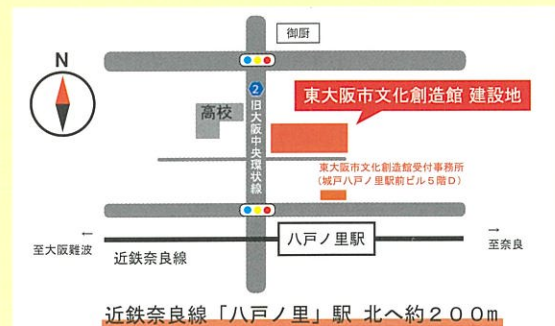 御厨
N
2
旧大阪中央環状線
高校
東大阪市文化創造館 建設地
東大阪市文化創造館受付事務所
(城戸八戸ノ里駅前ビル5階D)
←
至大阪難波
近鉄奈良線
八戸ノ里駅
→
至奈良
近鉄奈良線「八戸ノ里」駅 北へ約200m